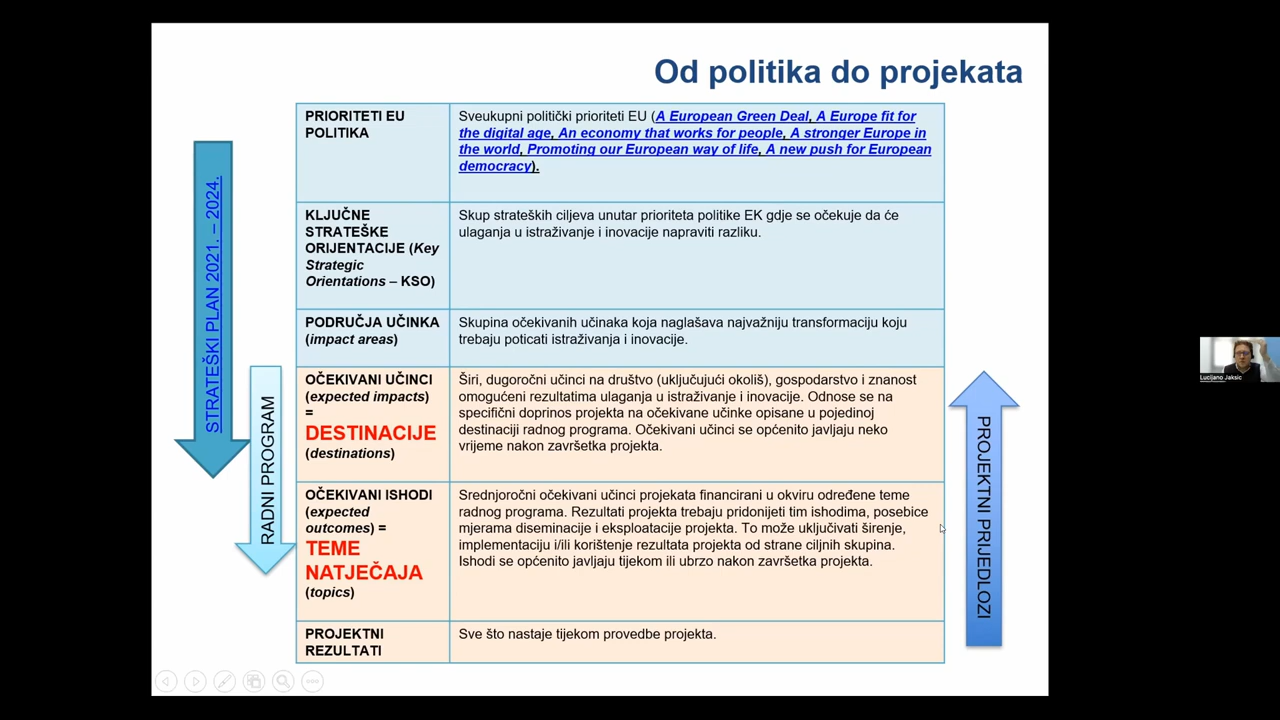 Od politika do projekata
STRATEŠKI PLAN 2021. – 2024.
RADNI PROGRAM
PRIORITETI EU
POLITIKA
Sveukupni politički prioriteti EU (A European Green Deal, A Europe fit for
the digital age, An economy that works for people, A stronger Europe in
the world, Promoting our European way of life, A new push for European
democracy).
KLJUČNE
STRATEŠKE
ORIJENTACIJE (Key
Strategic
Orientations – KSO)
Skup strateških ciljeva unutar prioriteta politike EK gdje se očekuje da će
ulaganja u istraživanje i inovacije napraviti razliku.
PODRUČJA UČINKA
(impact areas)
Skupina očekivanih učinaka koja naglašava najvažniju transformaciju koju
trebaju poticati istraživanja i inovacije.
OČEKIVANI UČINCI
(expected impacts)
=
DESTINACIJE
(destinations)
Širi, dugoročni učinci na društvo (uključujući okoliš), gospodarstvo i znanost
omogućeni rezultatima ulaganja u istraživanje i inovacije. Odnose se na
specifični doprinos projekta na očekivane učinke opisane u pojedinoj
destinaciji radnog programa. Očekivani učinci se općenito javljaju neko
vrijeme nakon završetka projekta.
OČEKIVANI ISHODI
(expected
outcomes) =
TEME
NATJEČAJA
(topics)
Srednjoročni očekivani učinci projekata financirani u okviru određene teme
radnog programa. Rezultati projekta trebaju pridonijeti tim ishodima, posebice
mjerama diseminacije i eksploatacije projekta. To može uključivati širenje,
implementaciju i/ili korištenje rezultata projekta od strane ciljnih skupina.
Ishodi se općenito javljaju tijekom ili ubrzo nakon završetka projekta.
PROJEKTNI
REZULTATI
Sve što nastaje tijekom provedbe projekta.
PROJEKTNI PRIJEDLOZI
Lucijano Jaksic